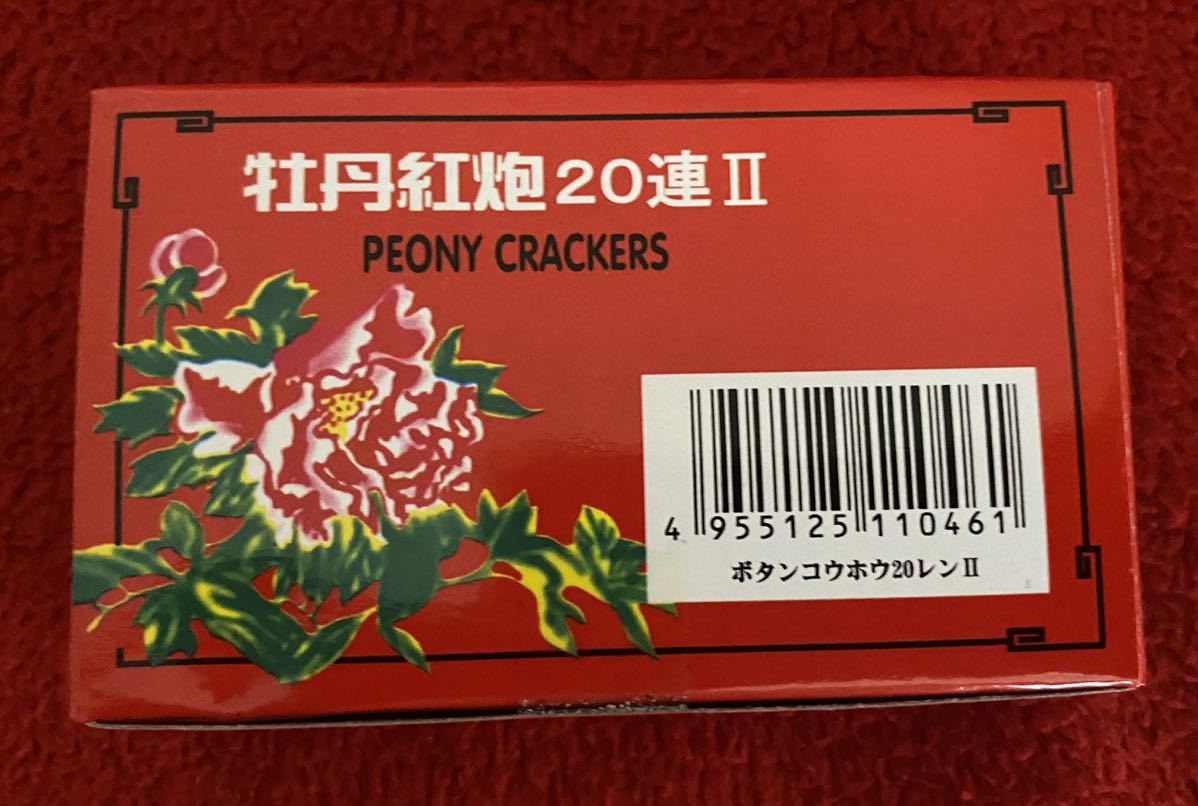 牡丹紅炮20連Ⅱ
PEONY CRACKERS
4 955125 110461
ボタンコウホウ20レンⅡ